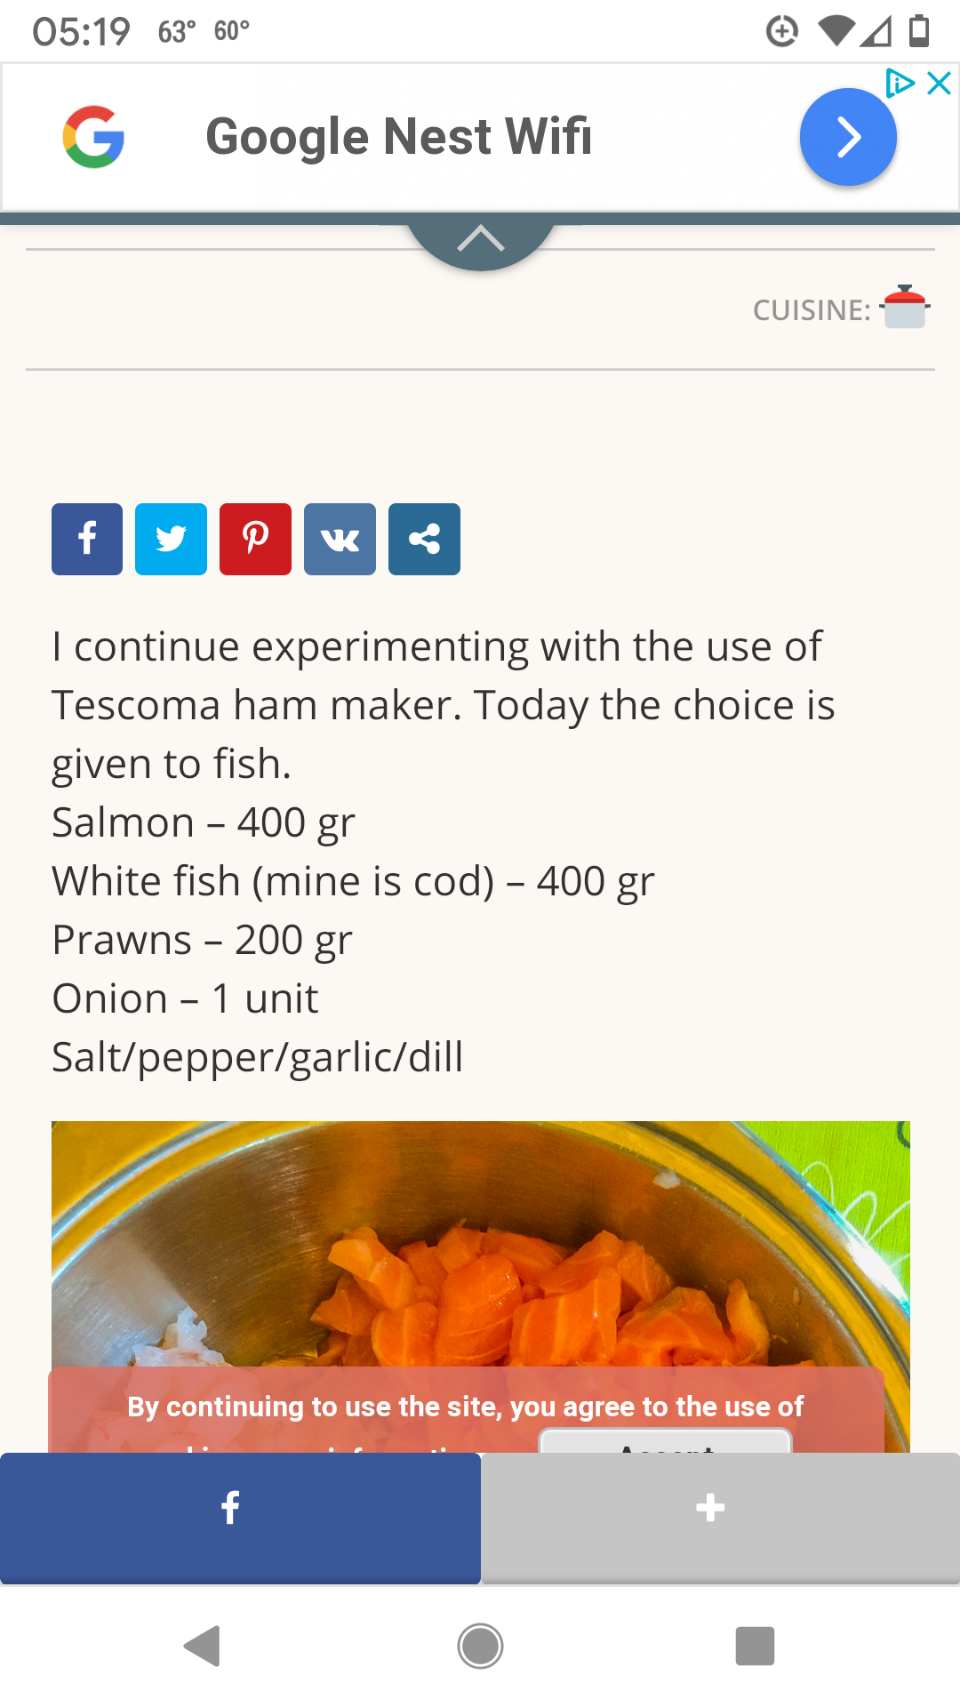 05:19 63° 60°
Google Nest Wifi
CUISINE:
I continue experimenting with the use of
Tescoma ham maker. Today the choice is
given to fish.
Salmon – 400 gr
White fish (mine is cod) – 400 gr
Prawns – 200 gr
Onion – 1 unit
Salt/pepper/garlic/dill
By continuing to use the site, you agree to the use of
Accept